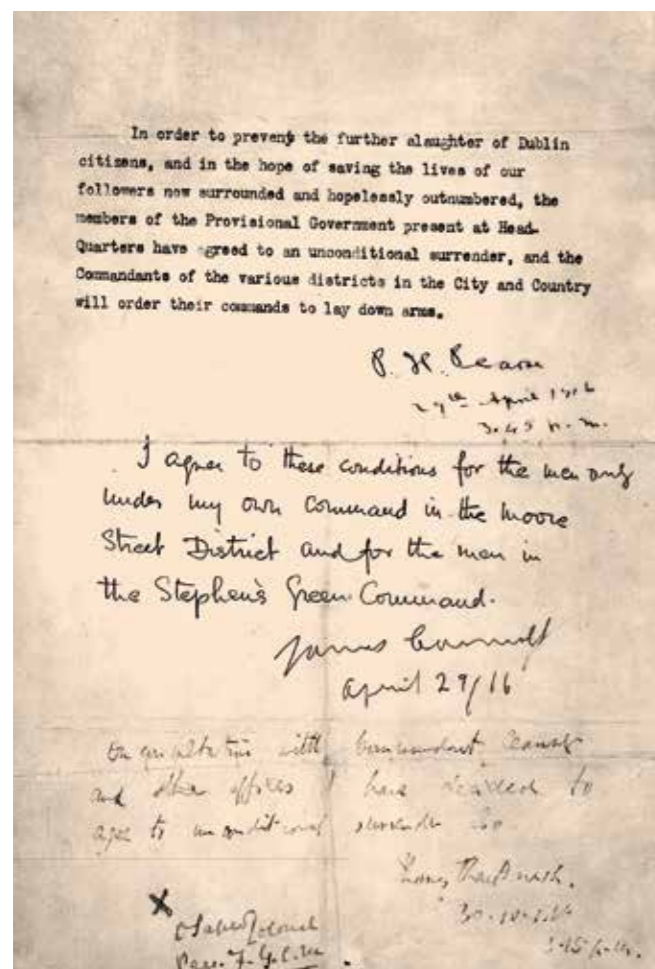 In order to prevent the further slaughter of Dublin
citizens, and in the hope of saving the lives of our
followers now surrounded and hopelessly outnumbered, the
members of the Provisional Government present at Head-
Quarters have agreed to an unconditional surrender, and the
Commandants of the various districts in the City and Country
will order their commands to lay down arms.
P. H. Pearse
29th April 1916
3.45 p.m.
I agree to these conditions for the men only
under my own Command in the Moore
Street District and for the men in
the Stephen's Green Command.
James Connolly
April 29/16
On consultation with Commandant Ceannt
and other officers I have decided to
agree to unconditional surrender also
Thomas MacDonagh.
3.15 p.m.
X